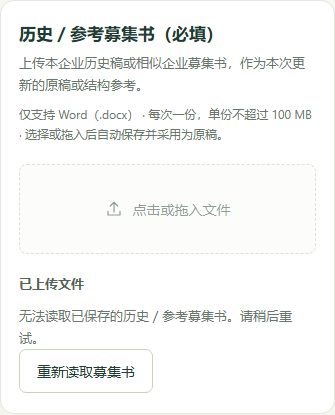 历史 / 参考募集书（必填）
上传本企业历史稿或相似企业募集书，作为本次更
新的原稿或结构参考。
仅支持 Word（.docx） · 每次一份，单份不超过 100 MB
· 选择或拖入后自动保存并采用为原稿。
点击或拖入文件
已上传文件
无法读取已保存的历史 / 参考募集书。请稍后重
试。
重新读取募集书